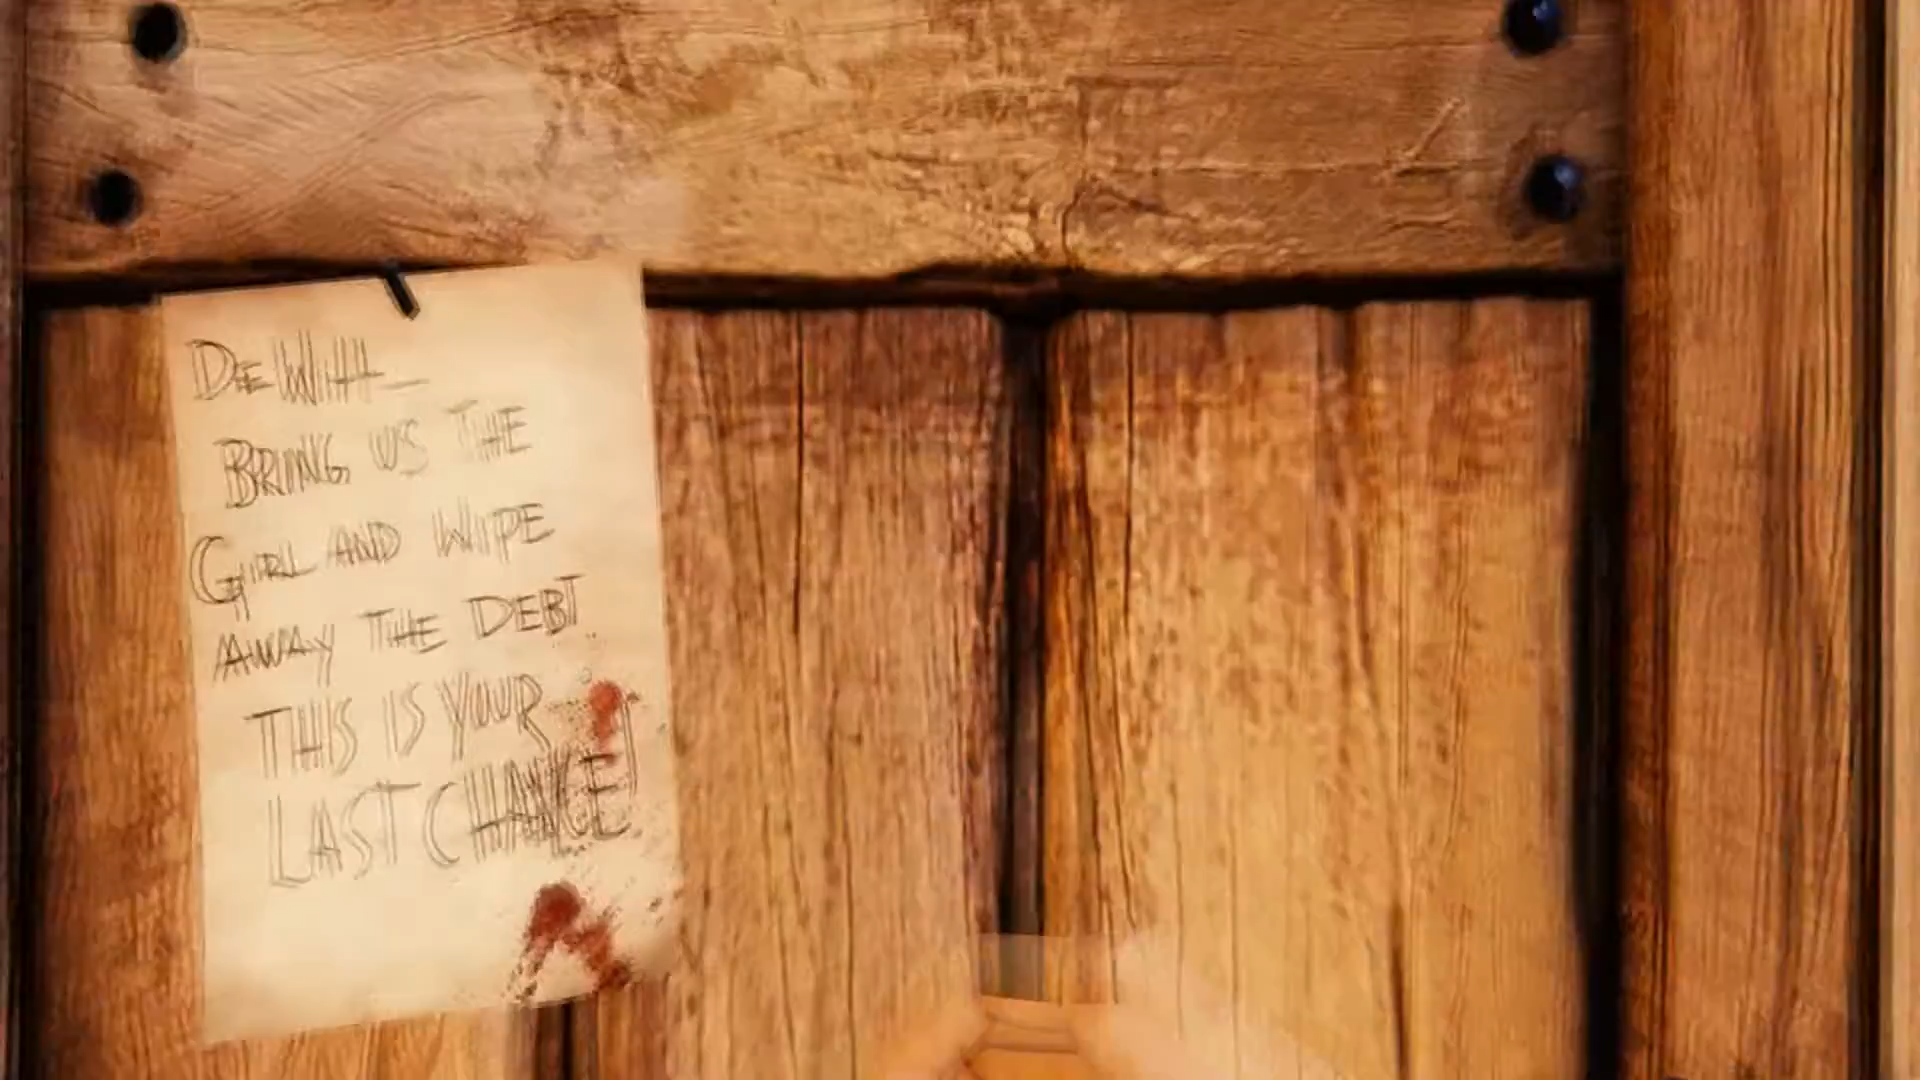 DEWITT—
BRING US THE
GIRL AND WIPE
AWAY THE DEBT.
THIS IS YOUR
LAST CHANCE!